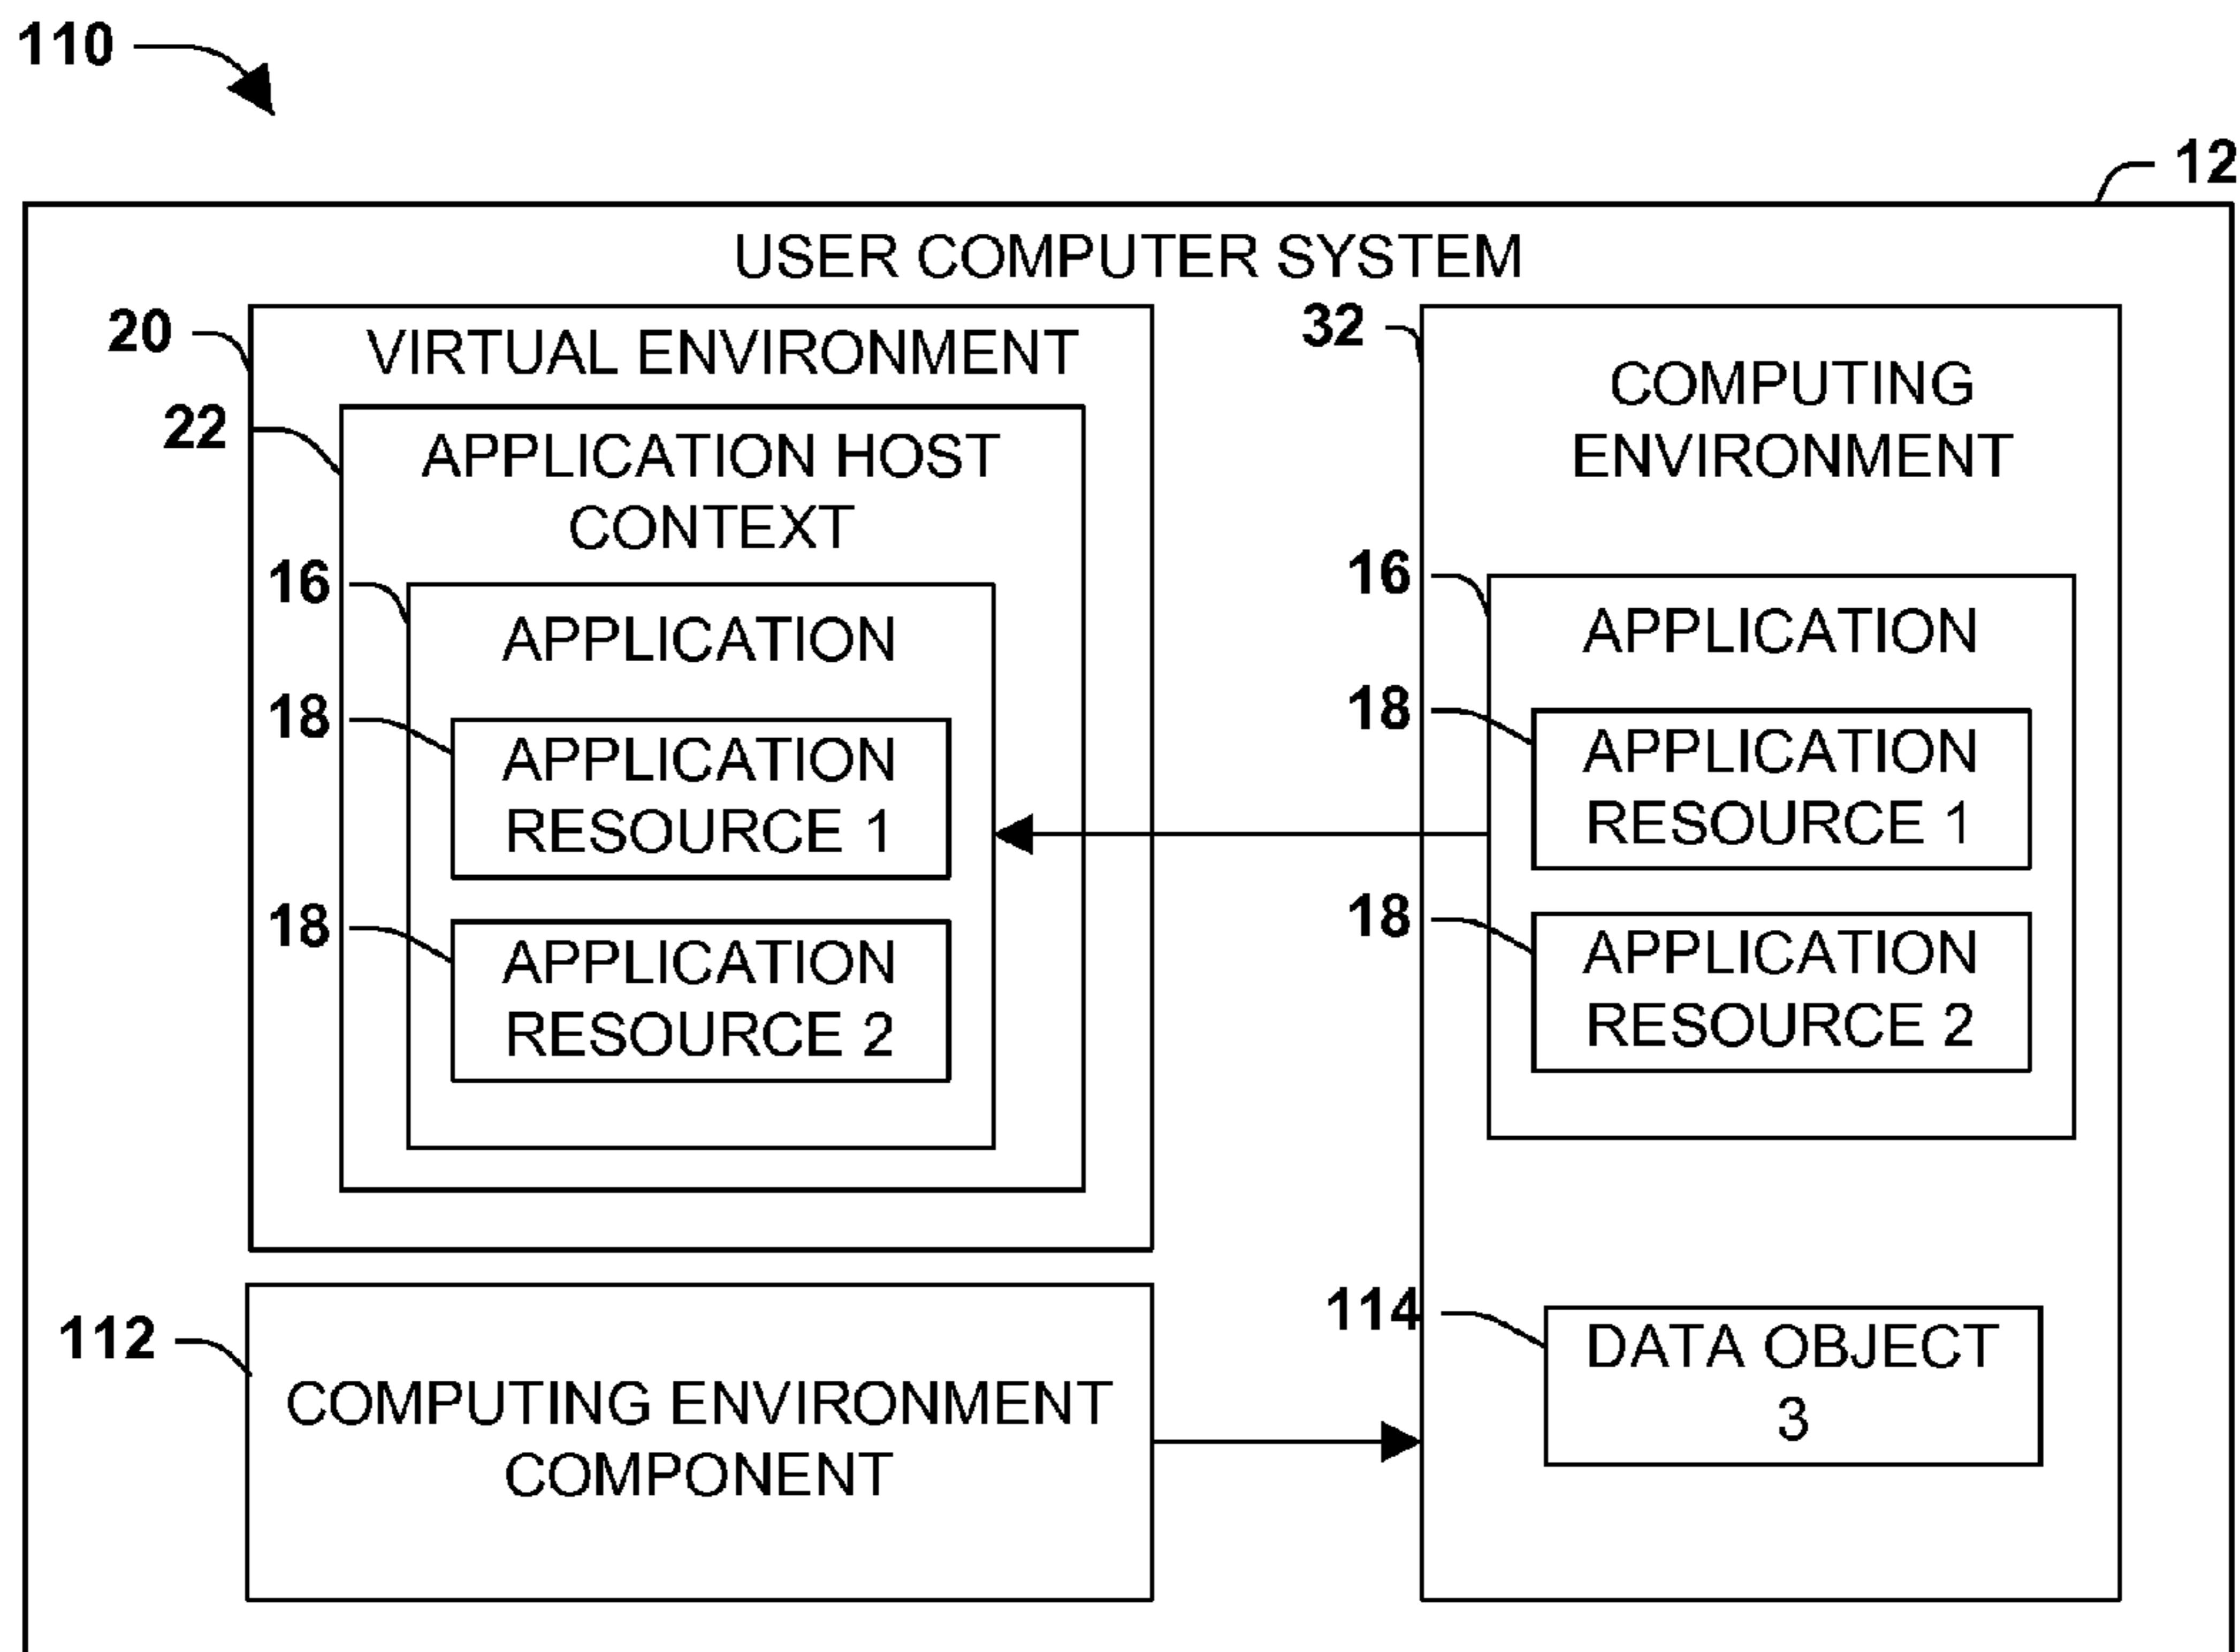 110
12
USER COMPUTER SYSTEM
20
VIRTUAL ENVIRONMENT
22
APPLICATION HOST
CONTEXT
16
APPLICATION
18
APPLICATION
RESOURCE 1
18
APPLICATION
RESOURCE 2
32
COMPUTING
ENVIRONMENT
16
APPLICATION
18
APPLICATION
RESOURCE 1
18
APPLICATION
RESOURCE 2
112
COMPUTING ENVIRONMENT
COMPONENT
114
DATA OBJECT
3